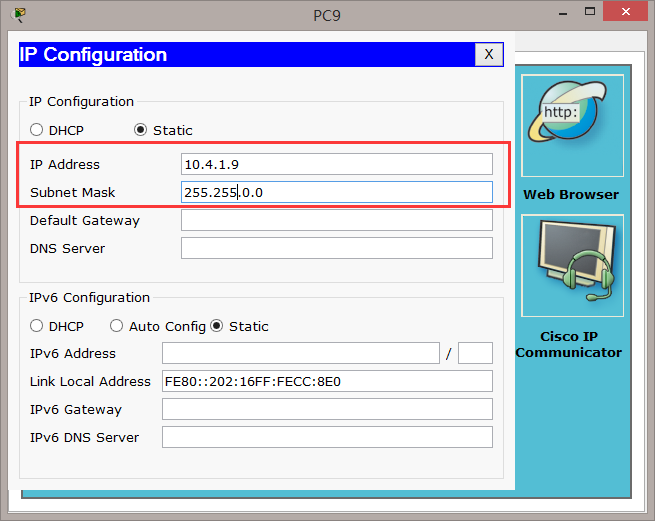 PC9
IP Configuration
X
IP Configuration
DHCP
Static
IP Address
10.4.1.9
Subnet Mask
255.255.0.0
Default Gateway
DNS Server
IPv6 Configuration
DHCP
Auto Config
Static
IPv6 Address
/
Link Local Address
FE80::202:16FF:FECC:8E0
IPv6 Gateway
IPv6 DNS Server
http:
Web Browser
Cisco IP
Communicator